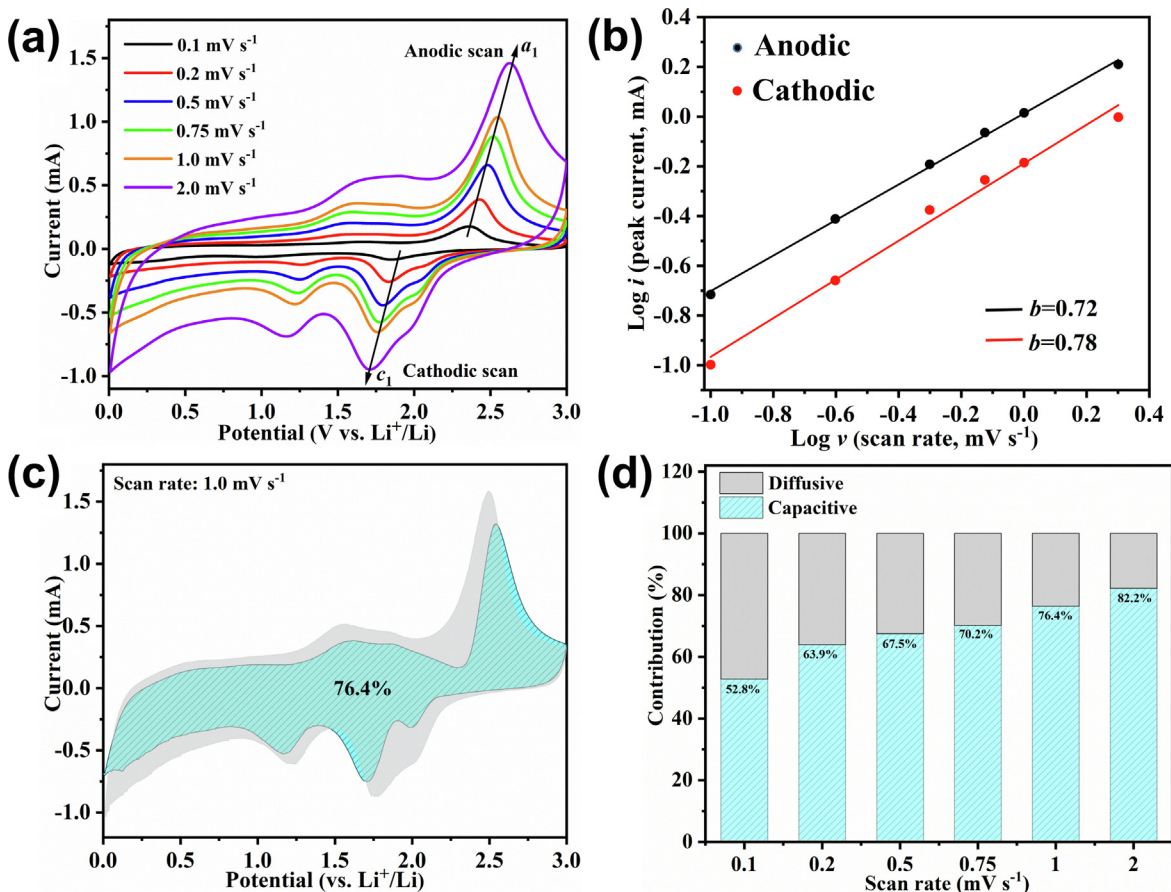 (a)
0.1 mV s⁻¹
0.2 mV s⁻¹
0.5 mV s⁻¹
0.75 mV s⁻¹
1.0 mV s⁻¹
2.0 mV s⁻¹
Anodic scan
a₁
Cathodic scan
c₁
1.5
1.0
0.5
0.0
-0.5
-1.0
Current (mA)
0.0 0.5 1.0 1.5 2.0 2.5 3.0
Potential (V vs. Li⁺/Li)
(b)
Anodic
Cathodic
b=0.72
b=0.78
0.4
0.2
0.0
-0.2
-0.4
-0.6
-0.8
-1.0
Log i (peak current, mA)
-1.0 -0.8 -0.6 -0.4 -0.2 0.0 0.2 0.4
Log v (scan rate, mV s⁻¹)
(c)
Scan rate: 1.0 mV s⁻¹
76.4%
1.5
1.0
0.5
0.0
-0.5
-1.0
Current (mA)
0.0 0.5 1.0 1.5 2.0 2.5 3.0
Potential (vs. Li⁺/Li)
(d)
Diffusive
Capacitive
120
100
80
60
40
20
0
Contribution (%)
52.8%
63.9%
67.5%
70.2%
76.4%
82.2%
0.1 0.2 0.5 0.75 1 2
Scan rate (mV s⁻¹)